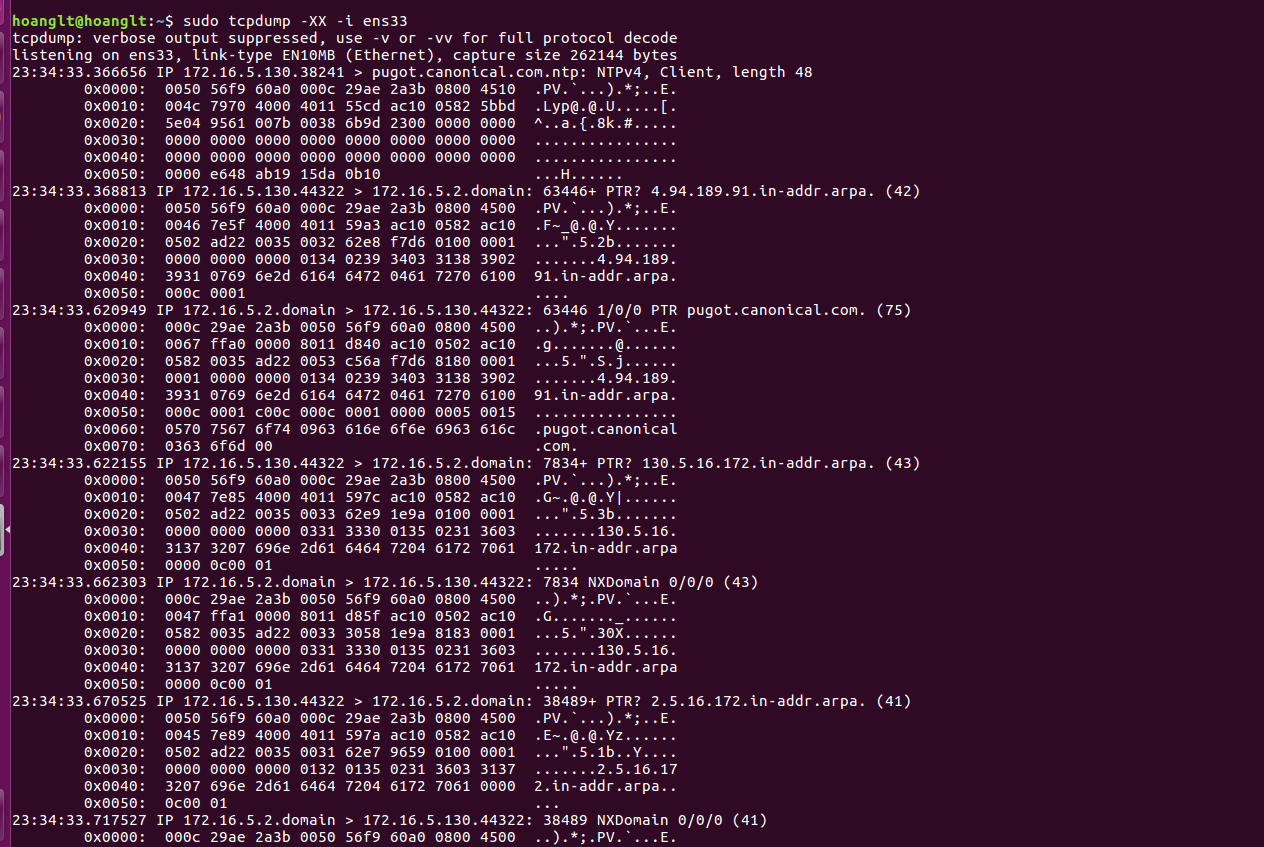 hoanglt@hoanglt:~$ sudo tcpdump -XX -i ens33
tcpdump: verbose output suppressed, use -v or -vv for full protocol decode
listening on ens33, link-type EN10MB (Ethernet), capture size 262144 bytes
23:34:33.366656 IP 172.16.5.130.38241 > pugot.canonical.com.ntp: NTPv4, Client, length 48
        0x0000:  0050 56f9 60a0 000c 29ae 2a3b 0800 4510  .PV.`...).*;..E.
        0x0010:  004c 7970 4000 4011 55cd ac10 0582 5bbd  .Lyp@.@.U.....[.
        0x0020:  5e04 9561 007b 0038 6b9d 2300 0000 0000  ^..a.{.8k.#.....
        0x0030:  0000 0000 0000 0000 0000 0000 0000 0000  ................
        0x0040:  0000 0000 0000 0000 0000 0000 0000 0000  ................
        0x0050:  0000 e648 ab19 15da 0b10                 ...H......
23:34:33.368813 IP 172.16.5.130.44322 > 172.16.5.2.domain: 63446+ PTR? 4.94.189.91.in-addr.arpa. (42)
        0x0000:  0050 56f9 60a0 000c 29ae 2a3b 0800 4500  .PV.`...).*;..E.
        0x0010:  0046 7e5f 4000 4011 59a3 ac10 0582 ac10  .F~_@.@.Y.......
        0x0020:  0502 ad22 0035 0032 62e8 f7d6 0100 0001  ...".5.2b.......
        0x0030:  0000 0000 0000 0134 0239 3403 3138 3902  .......4.94.189.
        0x0040:  3931 0769 6e2d 6164 6472 0461 7270 6100  91.in-addr.arpa.
        0x0050:  000c 0001                                ....
23:34:33.620949 IP 172.16.5.2.domain > 172.16.5.130.44322: 63446 1/0/0 PTR pugot.canonical.com. (75)
        0x0000:  000c 29ae 2a3b 0050 56f9 60a0 0800 4500  ..).*;.PV.`...E.
        0x0010:  0067 ffa0 0000 8011 d840 ac10 0502 ac10  .g.......@......
        0x0020:  0582 0035 ad22 0053 c56a f7d6 8180 0001  ...5.".S.j......
        0x0030:  0001 0000 0000 0134 0239 3403 3138 3902  .......4.94.189.
        0x0040:  3931 0769 6e2d 6164 6472 0461 7270 6100  91.in-addr.arpa.
        0x0050:  000c 0001 c00c 000c 0001 0000 0005 0015  ................
        0x0060:  0570 7567 6f74 0963 616e 6f6e 6963 616c  .pugot.canonical
        0x0070:  0363 6f6d 00                             .com.
23:34:33.622155 IP 172.16.5.130.44322 > 172.16.5.2.domain: 7834+ PTR? 130.5.16.172.in-addr.arpa. (43)
        0x0000:  0050 56f9 60a0 000c 29ae 2a3b 0800 4500  .PV.`...).*;..E.
        0x0010:  0047 7e85 4000 4011 597c ac10 0582 ac10  .G~.@.@.Y|......
        0x0020:  0502 ad22 0035 0033 62e9 1e9a 0100 0001  ...".5.3b.......
        0x0030:  0000 0000 0000 0331 3330 0135 0231 3603  .......130.5.16.
        0x0040:  3137 3207 696e 2d61 6464 7204 6172 7061  172.in-addr.arpa
        0x0050:  0000 0c00 01                             .....
23:34:33.662303 IP 172.16.5.2.domain > 172.16.5.130.44322: 7834 NXDomain 0/0/0 (43)
        0x0000:  000c 29ae 2a3b 0050 56f9 60a0 0800 4500  ..).*;.PV.`...E.
        0x0010:  0047 ffa1 0000 8011 d85f ac10 0502 ac10  .G......._......
        0x0020:  0582 0035 ad22 0033 3058 1e9a 8183 0001  ...5.".30X......
        0x0030:  0000 0000 0000 0331 3330 0135 0231 3603  .......130.5.16.
        0x0040:  3137 3207 696e 2d61 6464 7204 6172 7061  172.in-addr.arpa
        0x0050:  0000 0c00 01                             .....
23:34:33.670525 IP 172.16.5.130.44322 > 172.16.5.2.domain: 38489+ PTR? 2.5.16.172.in-addr.arpa. (41)
        0x0000:  0050 56f9 60a0 000c 29ae 2a3b 0800 4500  .PV.`...).*;..E.
        0x0010:  0045 7e89 4000 4011 597a ac10 0582 ac10  .E~.@.@.Yz......
        0x0020:  0502 ad22 0035 0031 62e7 9659 0100 0001  ...".5.1b..Y....
        0x0030:  0000 0000 0000 0132 0135 0231 3603 3137  .......2.5.16.17
        0x0040:  3207 696e 2d61 6464 7204 6172 7061 0000  2.in-addr.arpa..
        0x0050:  0c00 01                                  ...
23:34:33.717527 IP 172.16.5.2.domain > 172.16.5.130.44322: 38489 NXDomain 0/0/0 (41)
        0x0000:  000c 29ae 2a3b 0050 56f9 60a0 0800 4500  ..).*;.PV.`...E.